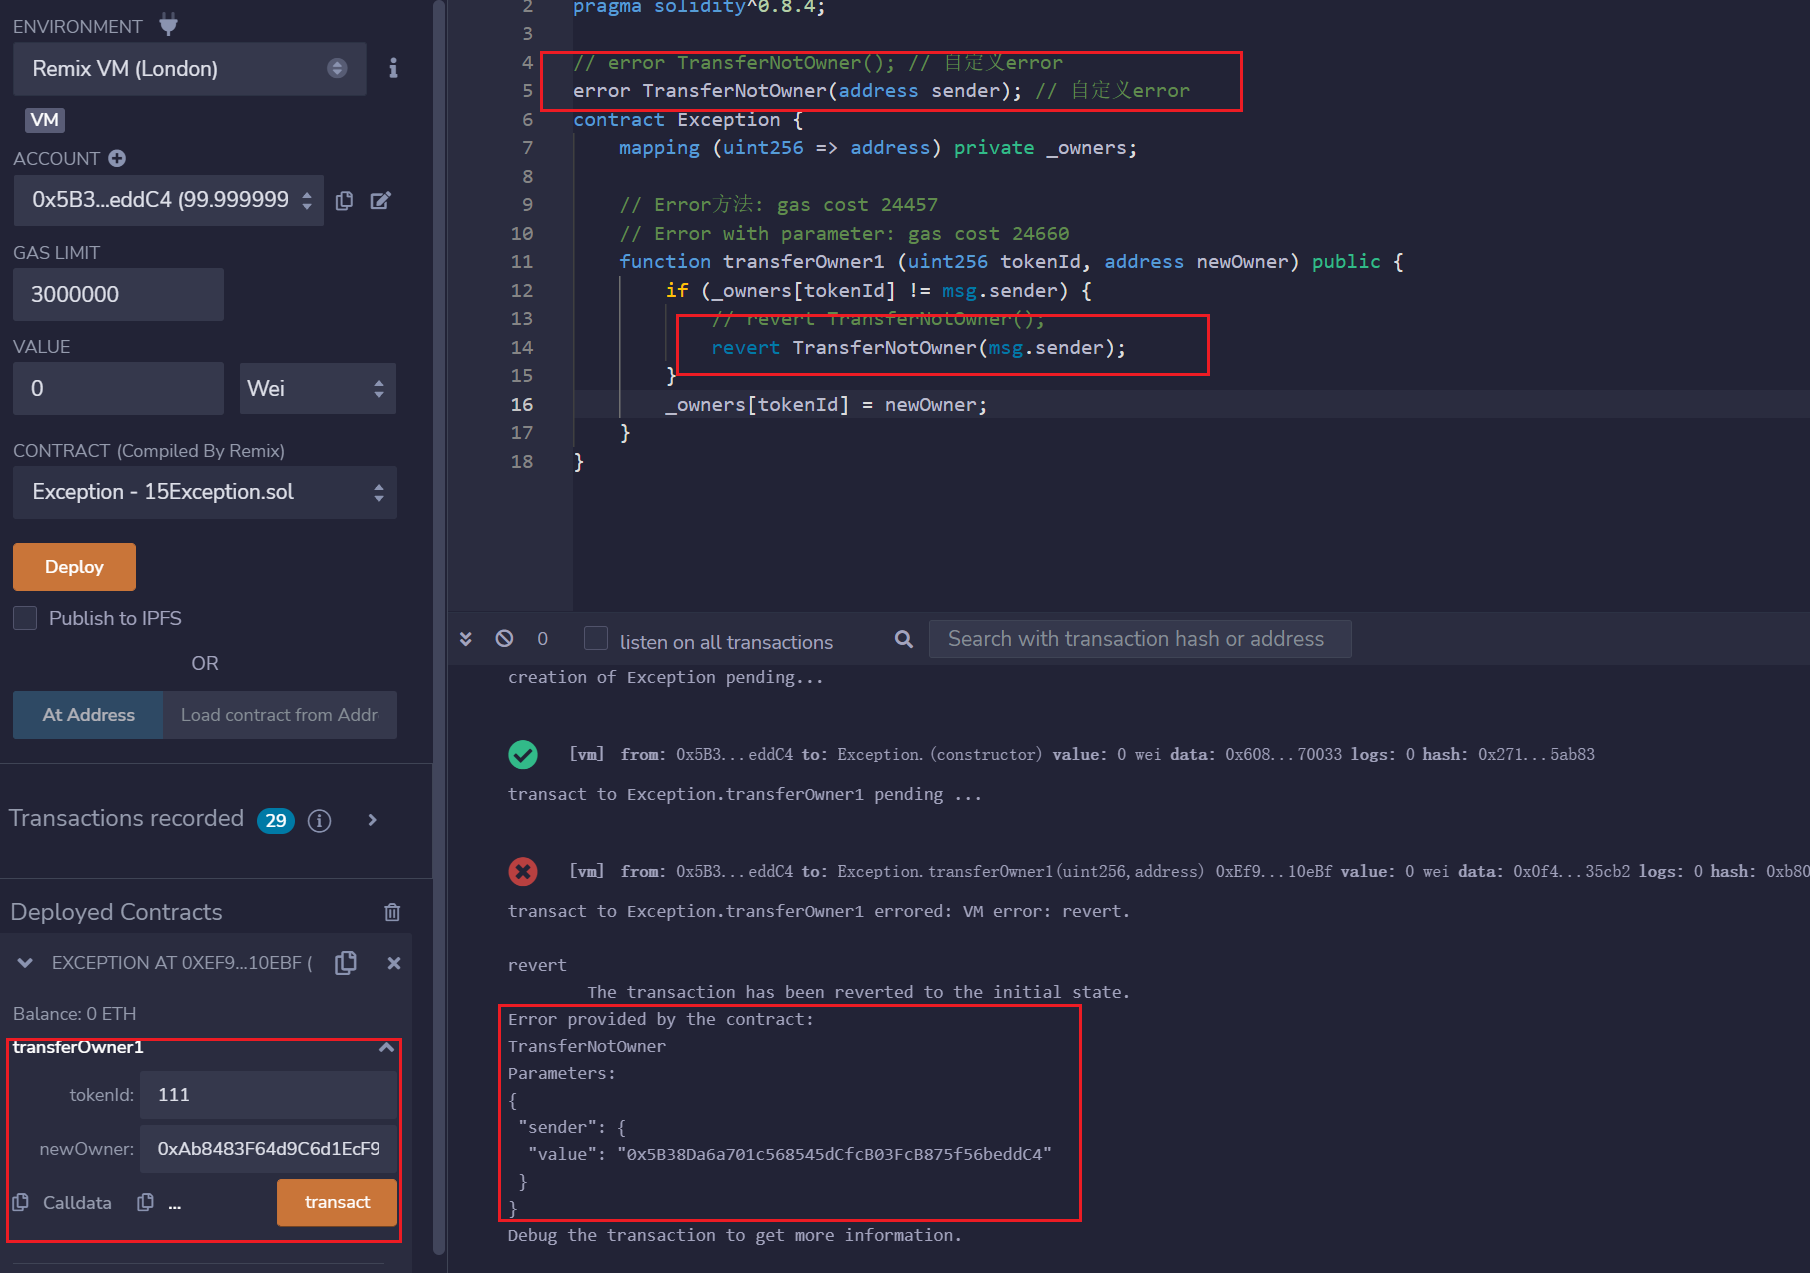 ENVIRONMENT
Remix VM (London)
VM
ACCOUNT
0x5B3...eddC4 (99.999999
GAS LIMIT
3000000
VALUE
0
Wei
CONTRACT (Compiled By Remix)
Exception - 15Exception.sol
Deploy
Publish to IPFS
OR
At Address
Load contract from Addr
Transactions recorded 29
Deployed Contracts
EXCEPTION AT 0XEF9...10EBF (
Balance: 0 ETH
transferOwner1
tokenId: 111
newOwner: 0xAb8483F64d9C6d1EcF9
Calldata ... transact
2 pragma solidity^0.8.4;
3
4 // error TransferNotOwner(); // 自定义error
5 error TransferNotOwner(address sender); // 自定义error
6 contract Exception {
7 mapping (uint256 => address) private _owners;
8
9 // Error方法: gas cost 24457
10 // Error with parameter: gas cost 24660
11 function transferOwner1 (uint256 tokenId, address newOwner) public {
12 if (_owners[tokenId] != msg.sender) {
13 // revert TransferNotOwner();
14 revert TransferNotOwner(msg.sender);
15 }
16 _owners[tokenId] = newOwner;
17 }
18 }
0 listen on all transactions Search with transaction hash or address
creation of Exception pending...
[vm] from: 0x5B3...eddC4 to: Exception.(constructor) value: 0 wei data: 0x608...70033 logs: 0 hash: 0x271...5ab83
transact to Exception.transferOwner1 pending ...
[vm] from: 0x5B3...eddC4 to: Exception.transferOwner1(uint256,address) 0xEf9...10eBf value: 0 wei data: 0x0f4...35cb2 logs: 0 hash: 0xb80
transact to Exception.transferOwner1 errored: VM error: revert.
revert
The transaction has been reverted to the initial state.
Error provided by the contract:
TransferNotOwner
Parameters:
{
"sender": {
"value": "0x5B38Da6a701c568545dCfcB03FcB875f56beddC4"
}
}
Debug the transaction to get more information.